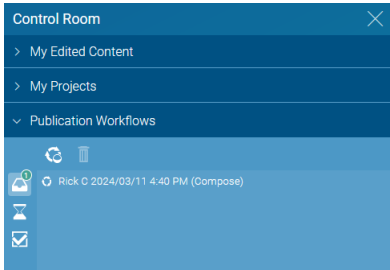 Control Room
My Edited Content
My Projects
Publication Workflows
1
Rick C 2024/03/11 4:40 PM (Compose)